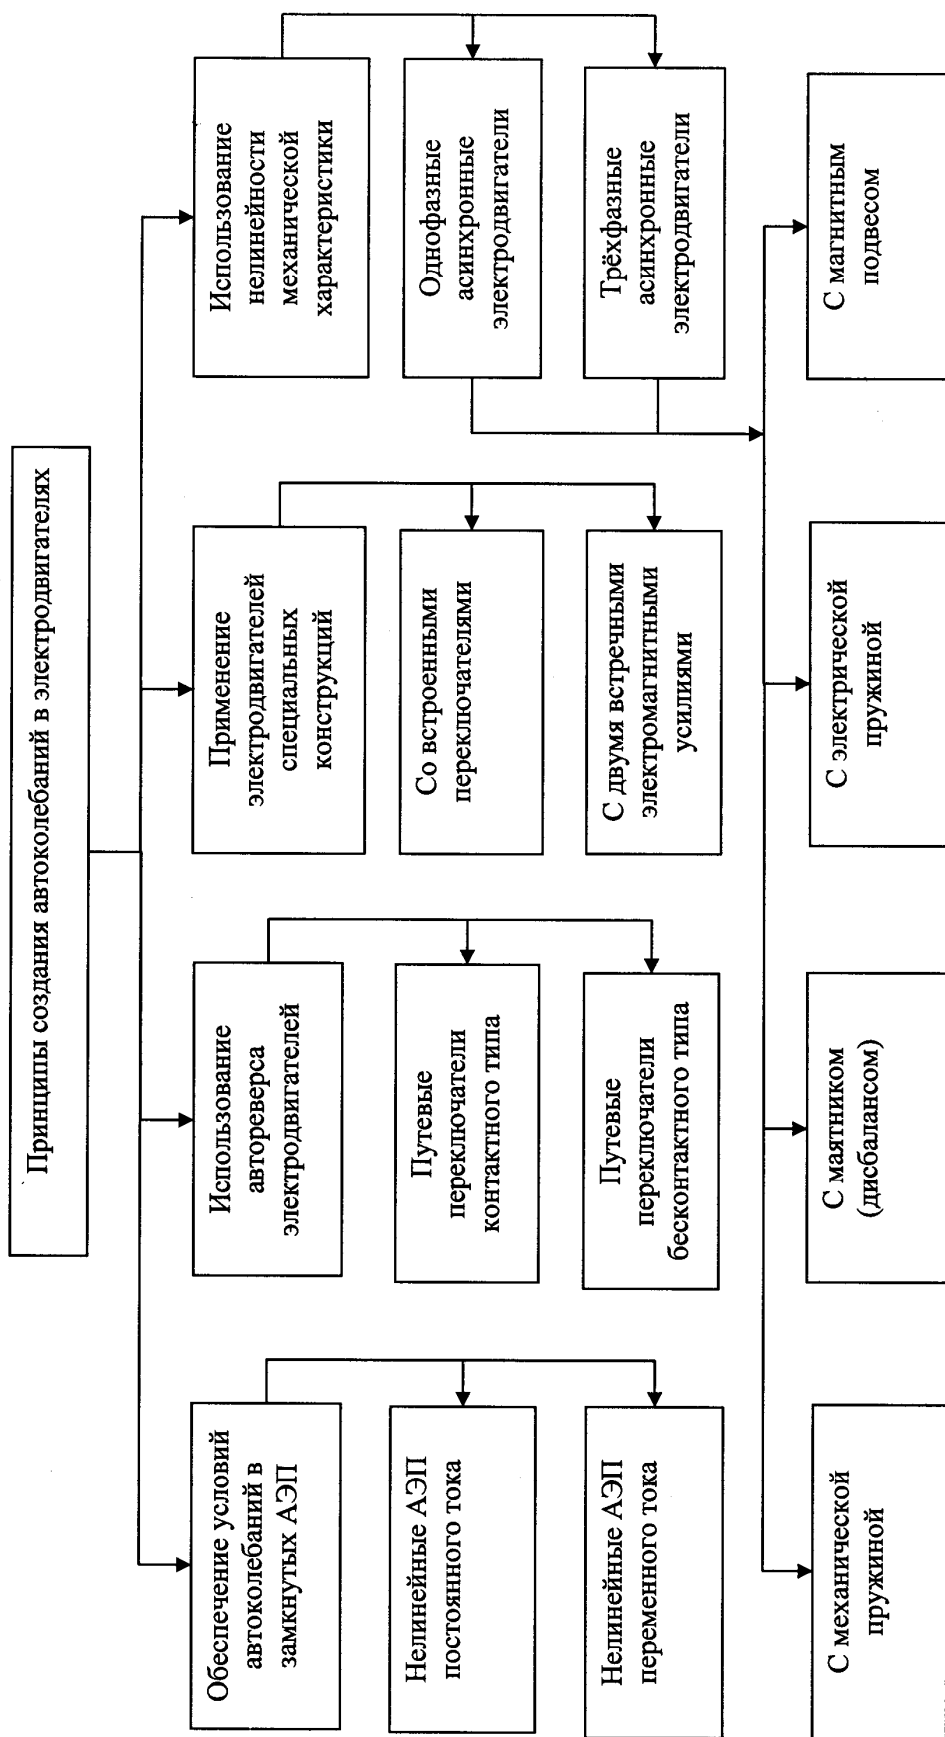 Принципы создания автоколебаний в электродвигателях
Обеспечение условий
автоколебаний в
замкнутых АЭП
Нелинейные АЭП
постоянного тока
Нелинейные АЭП
переменного тока
Использование
автореверса
электродвигателей
Путевые
переключатели
контактного типа
Путевые
переключатели
бесконтактного типа
Применение
электродвигателей
специальных
конструкций
Со встроенными
переключателями
С двумя встречными
электромагнитными
усилиями
Использование
нелинейности
механической
характеристики
Однофазные
асинхронные
электродвигатели
Трёхфазные
асинхронные
электродвигатели
С механической
пружиной
С маятником
(дисбалансом)
С электрической
пружиной
С магнитным
подвесом